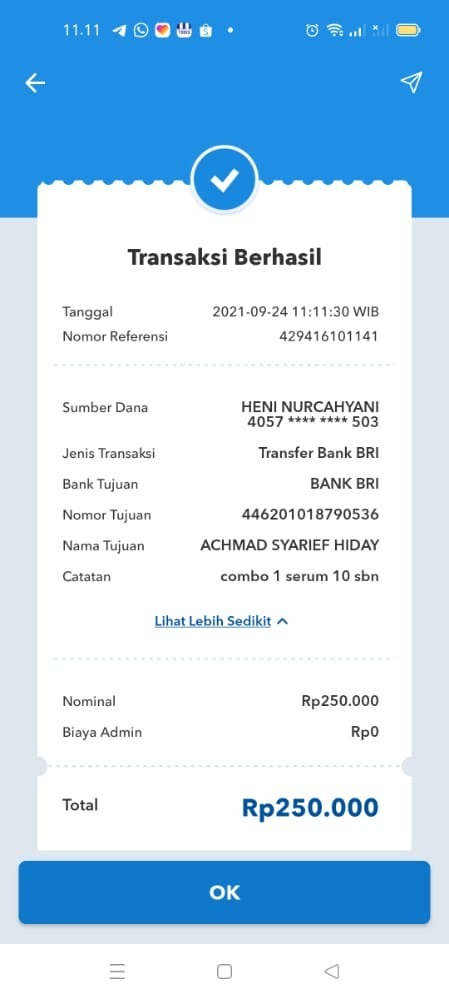 11.11
Transaksi Berhasil
Tanggal 2021-09-24 11:11:30 WIB
Nomor Referensi 429416101141
Sumber Dana HENI NURCAHYANI
4057 **** **** 503
Jenis Transaksi Transfer Bank BRI
Bank Tujuan BANK BRI
Nomor Tujuan 446201018790536
Nama Tujuan ACHMAD SYARIEF HIDAY
Catatan combo 1 serum 10 sbn
Lihat Lebih Sedikit
Nominal Rp250.000
Biaya Admin Rp0
Total Rp250.000
OK